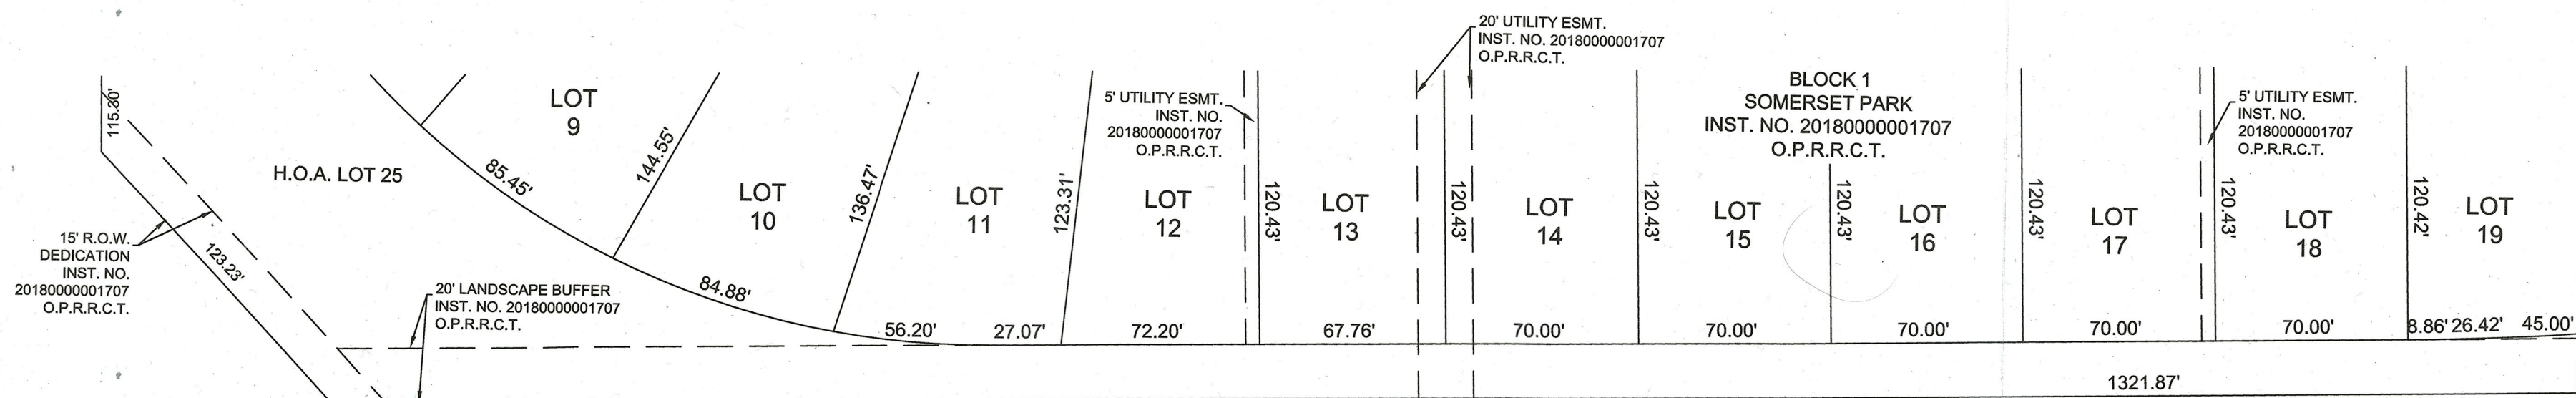 20' UTILITY ESMT.
INST. NO. 20180000001707
O.P.R.R.C.T.
BLOCK 1
SOMERSET PARK
INST. NO. 20180000001707
O.P.R.R.C.T.
5' UTILITY ESMT.
INST. NO.
20180000001707
O.P.R.R.C.T.
5' UTILITY ESMT.
INST. NO.
20180000001707
O.P.R.R.C.T.
115.80'
H.O.A. LOT 25
LOT
9
85.45'
144.55'
LOT
10
136.47'
LOT
11
123.31'
LOT
12
120.43'
LOT
13
120.43'
LOT
14
120.43'
LOT
15
120.43'
LOT
16
120.43'
LOT
17
120.43'
LOT
18
120.42'
LOT
19
15' R.O.W.
DEDICATION
INST. NO.
20180000001707
O.P.R.R.C.T.
123.23'
20' LANDSCAPE BUFFER
INST. NO. 20180000001707
O.P.R.R.C.T.
84.88'
56.20'
27.07'
72.20'
67.76'
70.00'
70.00'
70.00'
70.00'
70.00'
8.86'
26.42'
45.00'
1321.87'